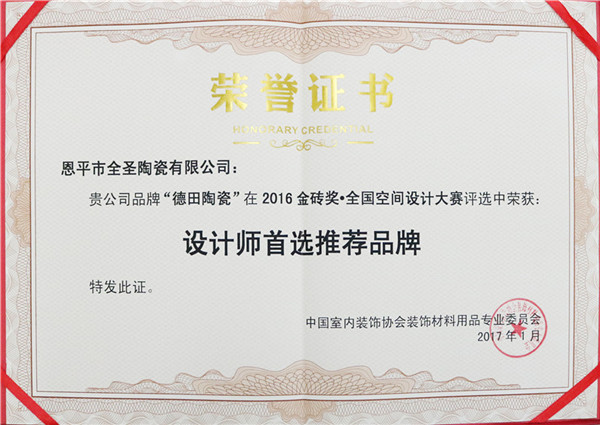 荣誉证书
HONORARY CREDENTIAL
恩平市全圣陶瓷有限公司：
贵公司品牌“德田陶瓷”在2016金砖奖•全国空间设计大赛评选中荣获：
设计师首选推荐品牌
特发此证。
中国室内装饰协会装饰材料用品专业委员会
2017年1月